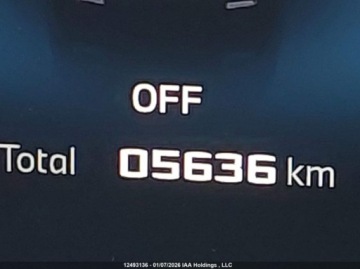 OFF
Total 05636 km
12493136 - 01/07/2026 IAA Holdings , LLC